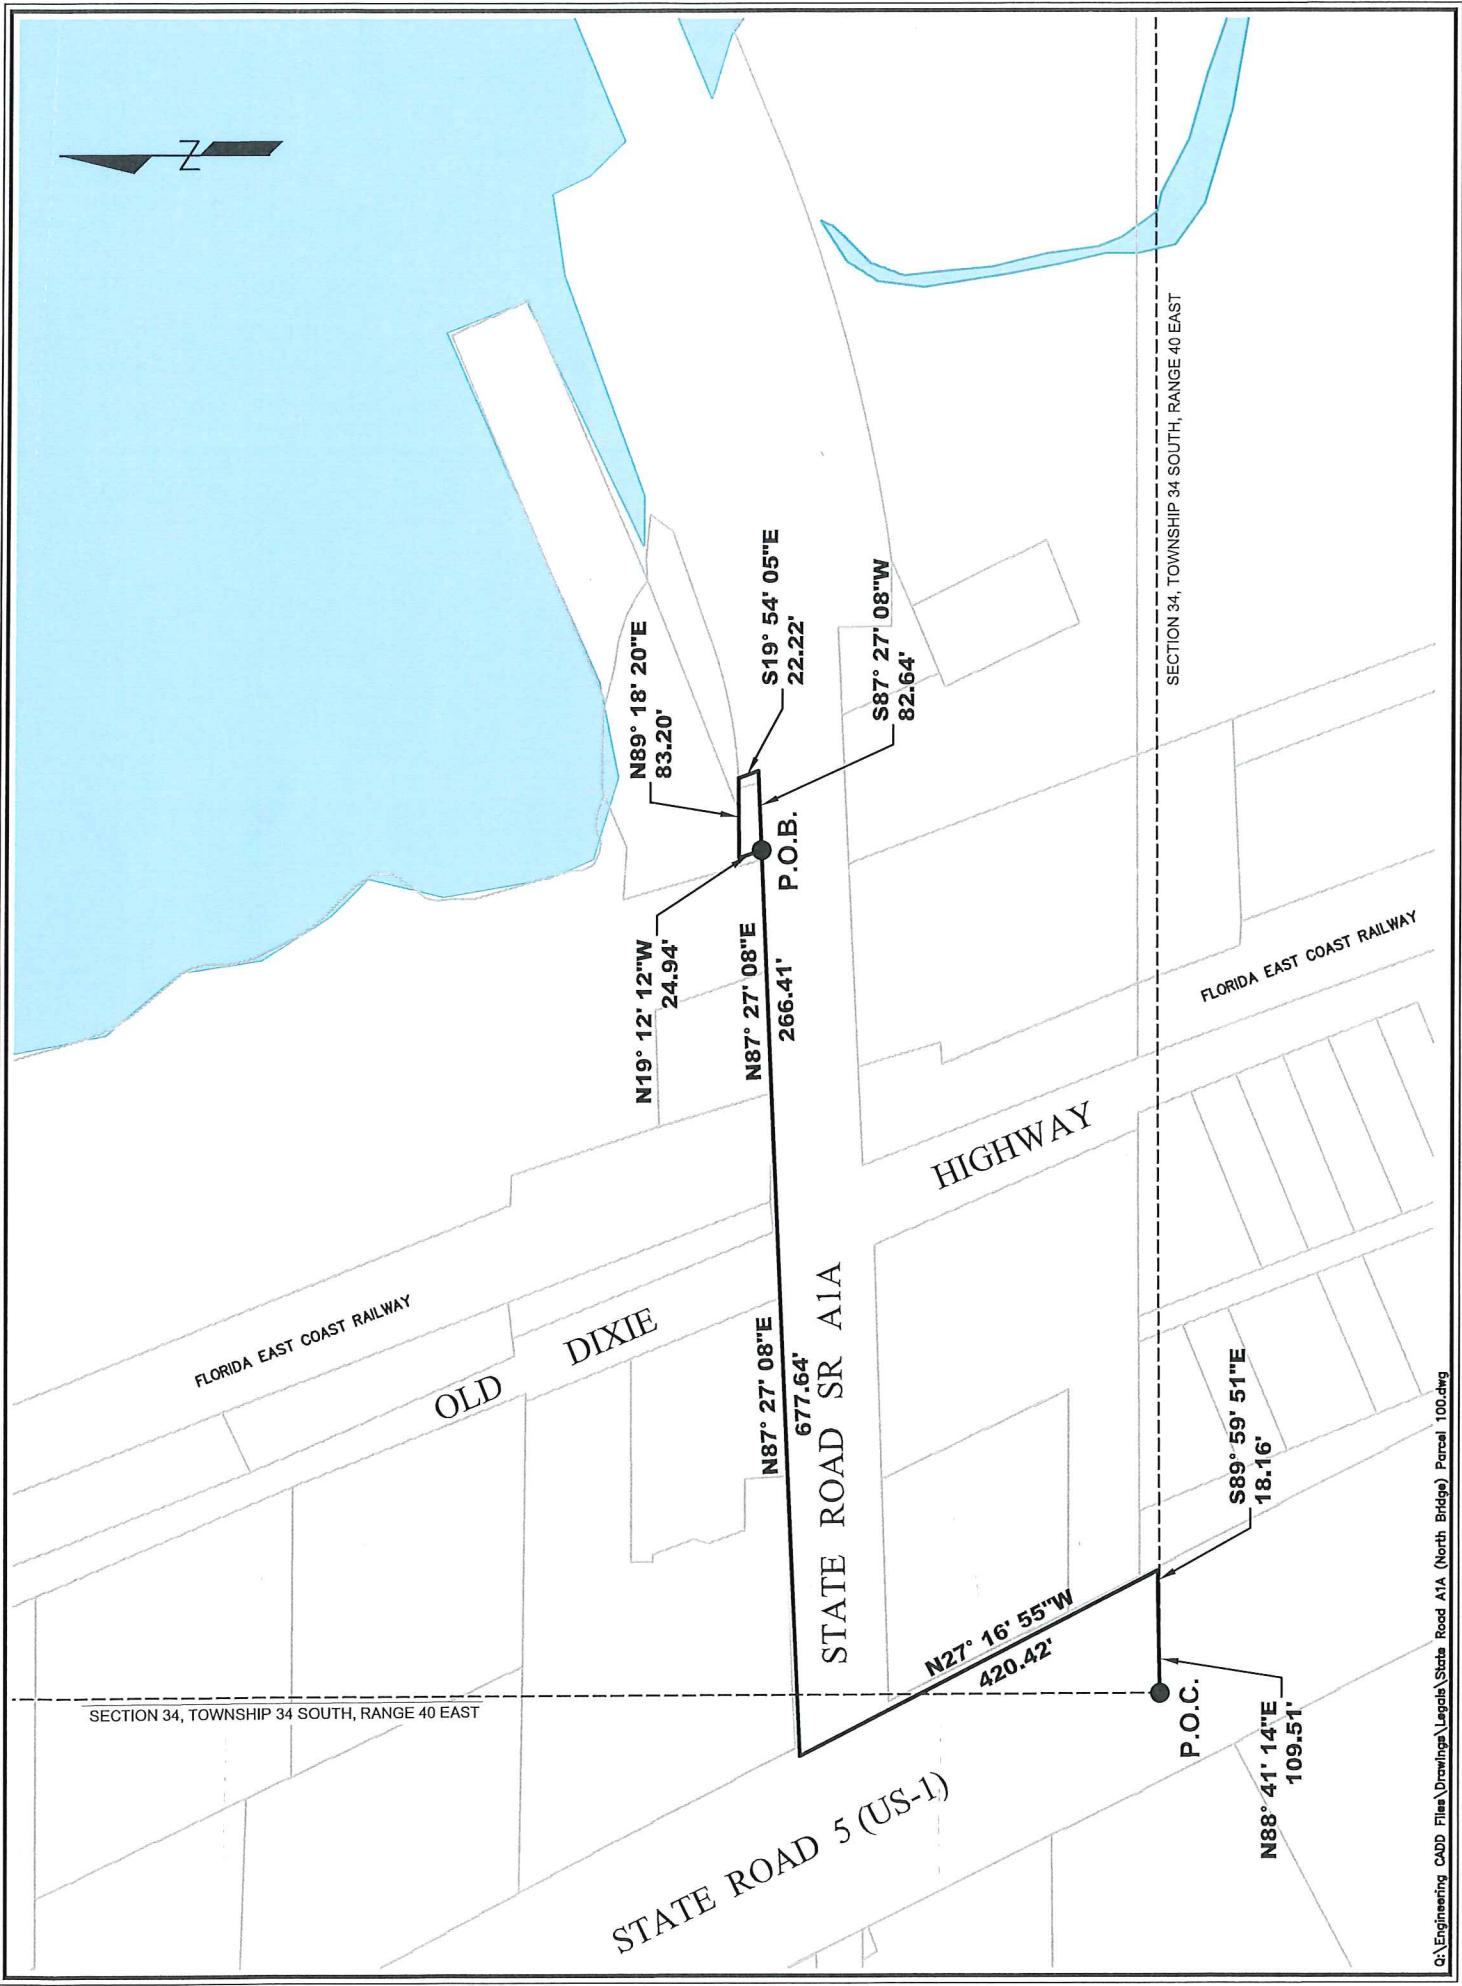 Z
SECTION 34, TOWNSHIP 34 SOUTH, RANGE 40 EAST
FLORIDA EAST COAST RAILWAY
OLD DIXIE
HIGHWAY
FLORIDA EAST COAST RAILWAY
STATE ROAD 5 (US-1)
STATE ROAD SR A1A
N87° 27' 08"E
677.64'
N87° 27' 08"E
266.41'
N19° 12' 12"W
24.94'
N89° 18' 20"E
83.20'
S19° 54' 05"E
22.22'
S87° 27' 08"W
82.64'
P.O.B.
N27° 16' 55"W
420.42'
P.O.C.
N88° 41' 14"E
109.51'
S89° 59' 51"E
18.16'
SECTION 34, TOWNSHIP 34 SOUTH, RANGE 40 EAST
Q:\Engineering CADD Files\Drawings\Legals\State Road A1A (North Bridge) Parcel 100.dwg